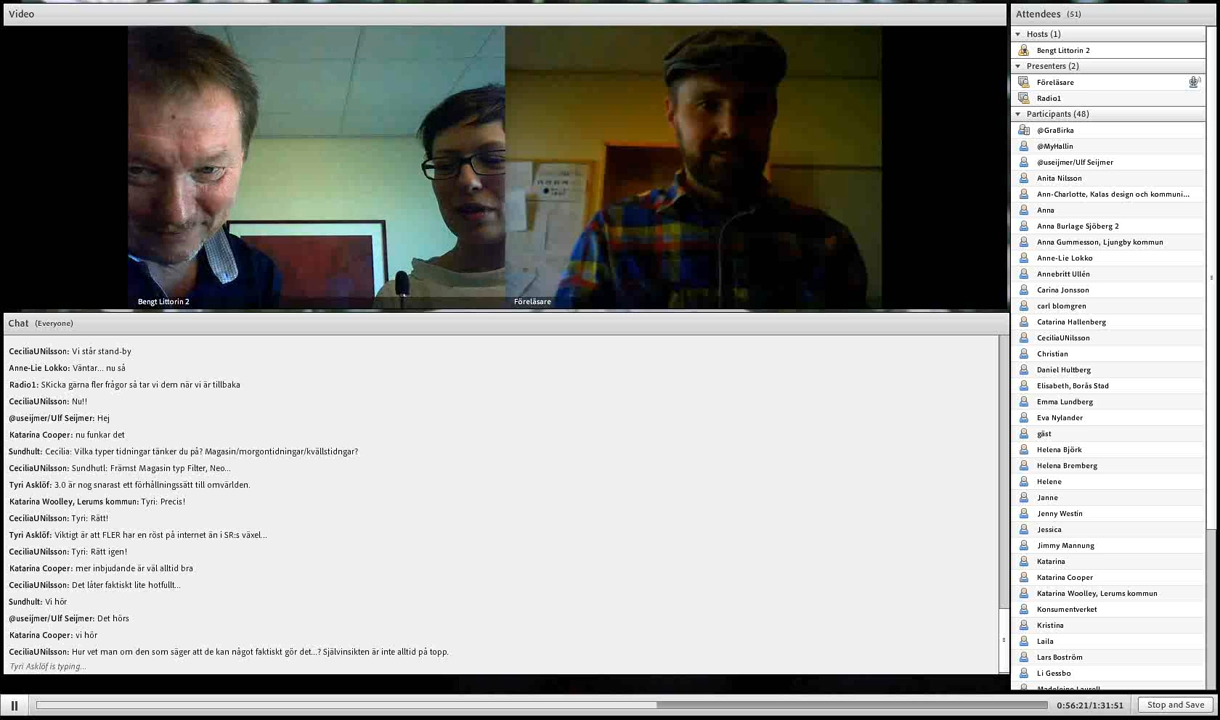 Video
Bengt Littorin 2
Föreläsare
Chat (Everyone)
CeciliaUNilsson: Vi står stand-by
Anne-Lie Lokko: Väntar... nu så
Radio1: SKicka gärna fler frågor så tar vi dem när vi är tillbaka
CeciliaUNilsson: Nu!!
@useijmer/Ulf Seijmer: Hej
Katarina Cooper: nu funkar det
Sundhult: Cecilia: Vilka typer tidningar tänker du på? Magasin/morgontidningar/kvällstidngar?
CeciliaUNilsson: Sundhutl: Främst Magasin typ Filter, Neo...
Tyri Asklöf: 3.0 är nog snarast ett förhållningssätt till omvärlden.
Katarina Woolley, Lerums kommun: Tyri: Precis!
CeciliaUNilsson: Tyri: Rätt!
Tyri Asklöf: Viktigt är att FLER har en röst på internet än i SR:s växel...
CeciliaUNilsson: Tyri: Rätt igen!
Katarina Cooper: mer inbjudande är väl alltid bra
CeciliaUNilsson: Det låter faktiskt lite hotfullt...
Sundhult: Vi hör
@useijmer/Ulf Seijmer: Det hörs
Katarina Cooper: vi hör
CeciliaUNilsson: Hur vet man om den som säger att de kan något faktiskt gör det...? Självinsikten är inte alltid på topp.
Tyri Asklöf is typing...
Attendees (51)
Hosts (1)
Bengt Littorin 2
Presenters (2)
Föreläsare
Radio1
Participants (48)
@GraBirka
@MyHallin
@useijmer/Ulf Seijmer
Anita Nilsson
Ann-Charlotte, Kalas design och kommuni...
Anna
Anna Burlage Sjöberg 2
Anna Gummesson, Ljungby kommun
Anne-Lie Lokko
Annebritt Ullén
Carina Jonsson
carl blomgren
Catarina Hallenberg
CeciliaUNilsson
Christian
Daniel Hultberg
Elisabeth, Borås Stad
Emma Lundberg
Eva Nylander
gäst
Helena Björk
Helena Bremberg
Helene
Janne
Jenny Westin
Jessica
Jimmy Mannung
Katarina
Katarina Cooper
Katarina Woolley, Lerums kommun
Konsumentverket
Kristina
Laila
Lars Boström
Li Gessbo
Madeleine Laurell
0:56:21/1:31:51
Stop and Save